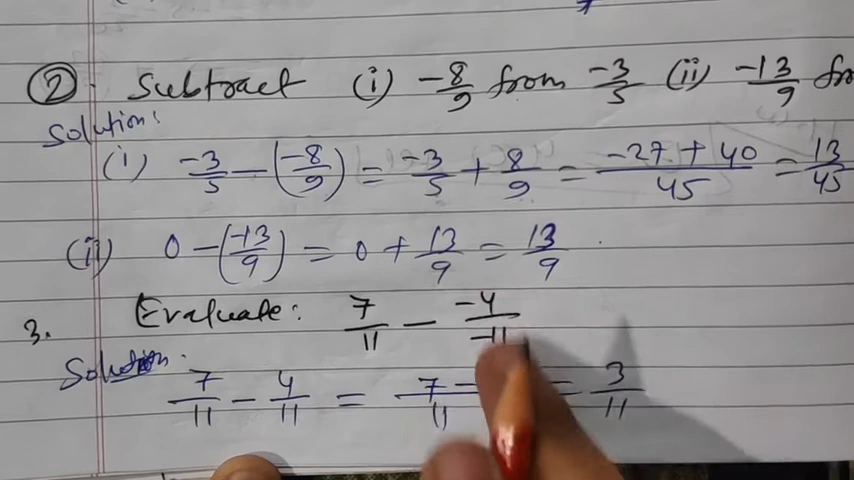 ② Subtract (i) -8/9 from -3/5 (ii) -13/9
Solution:
(i) -3/5 - (-8/9) = -3/5 + 8/9 = -27 + 40/45 = 13/45
(ii) 0 - (-13/9) = 0 + 13/9 = 13/9
3. Evaluate: 7/11 - -4/-11
Solution:
7/11 - 4/11 = 7 - /11 = 3/11